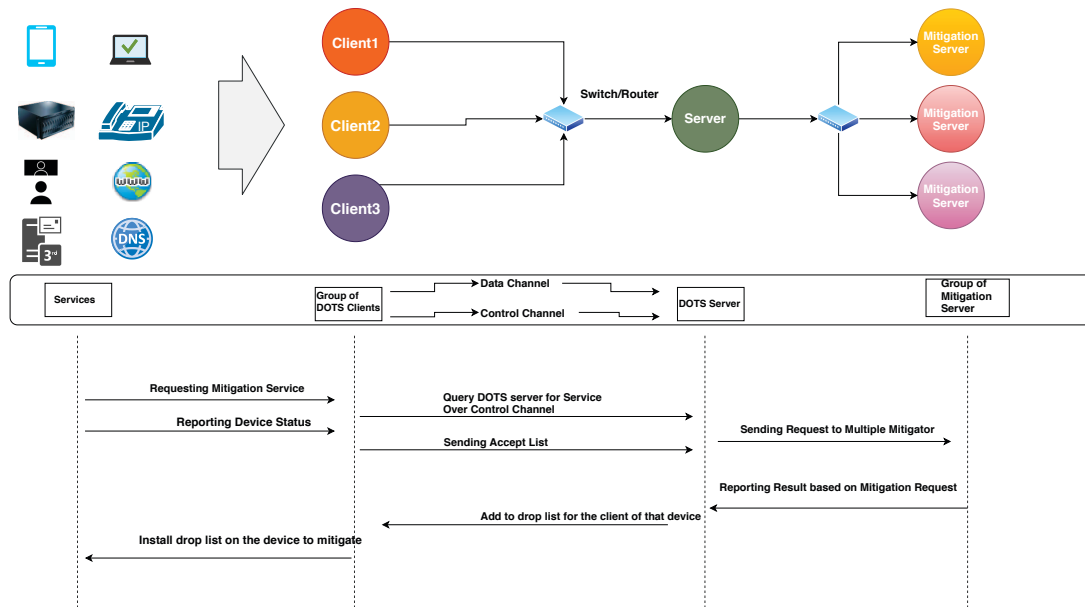 Client1
Mitigation
Server
Switch/Router
IP
Client2
Server
Mitigation
Server
www
Client3
Mitigation
Server
3rd
DNS
Services
Group of
DOTS Clients
Data Channel
Control Channel
DOTS Server
Group of
Mitigation
Server
Requesting Mitigation Service
Reporting Device Status
Query DOTS server for Service
Over Control Channel
Sending Accept List
Sending Request to Multiple Mitigator
Reporting Result based on Mitigation Request
Add to drop list for the client of that device
Install drop list on the device to mitigate